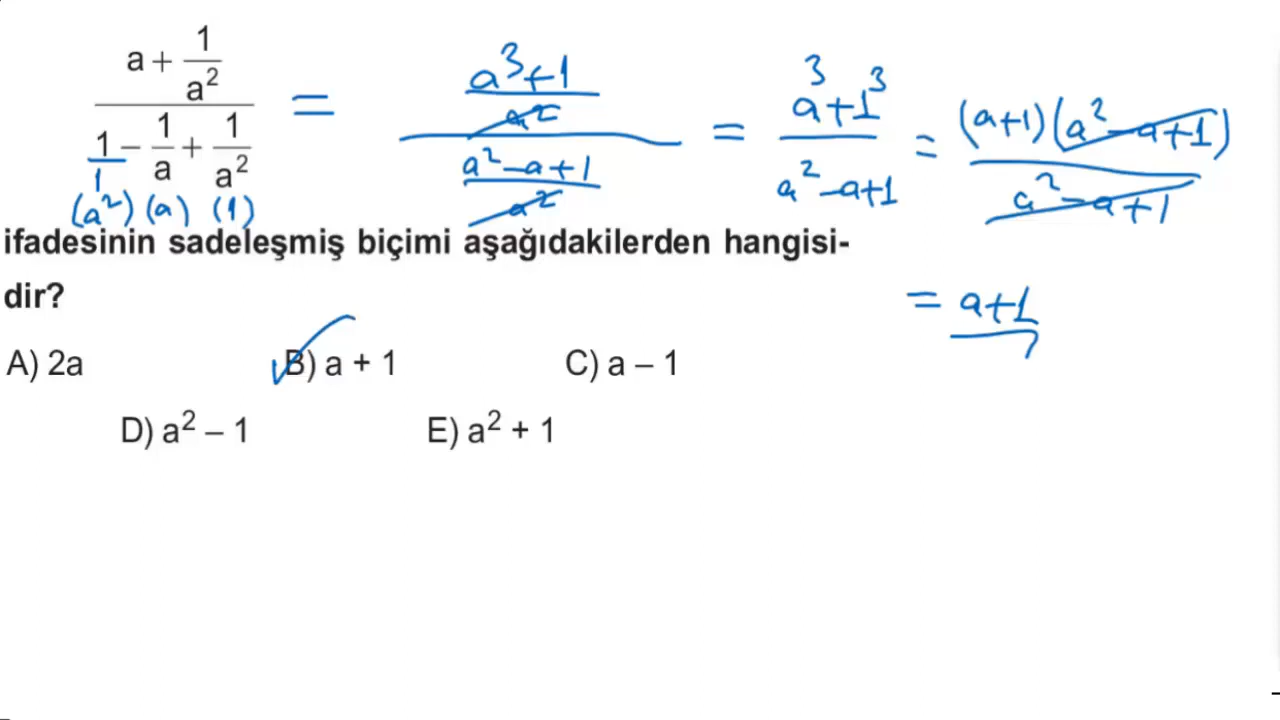 a + 1/a² / 1/1 − 1/a + 1/a² = a³+1/a² / a²−a+1/a² = a³+1³ / a²−a+1 = (a+1)(a²−a+1) / a²−a+1
(a²) (a) (1)
ifadesinin sadeleşmiş biçimi aşağıdakilerden hangisi-
dir?
= a+1
A) 2a B) a + 1 C) a – 1
D) a² – 1 E) a² + 1